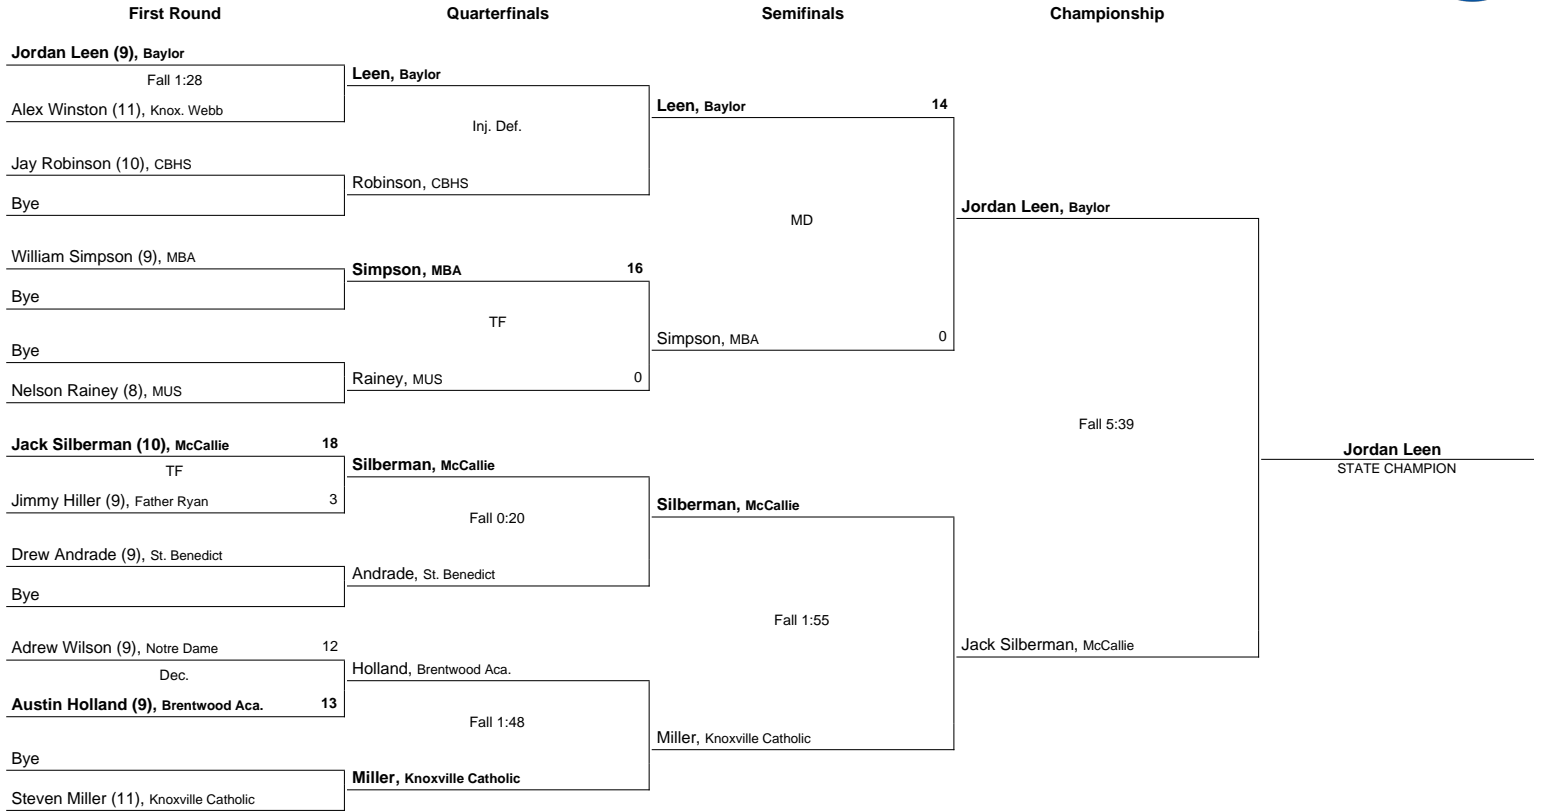 First Round
Quarterfinals
Semifinals
Championship
Jordan Leen (9), Baylor
Fall 1:28
Alex Winston (11), Knox. Webb
Jay Robinson (10), CBHS
Bye
William Simpson (9), MBA
Bye
Bye
Nelson Rainey (8), MUS
Jack Silberman (10), McCallie 18
TF
Jimmy Hiller (9), Father Ryan 3
Drew Andrade (9), St. Benedict
Bye
Adrew Wilson (9), Notre Dame 12
Dec.
Austin Holland (9), Brentwood Aca. 13
Bye
Steven Miller (11), Knoxville Catholic
Leen, Baylor
Inj. Def.
Robinson, CBHS
Simpson, MBA 16
TF
Rainey, MUS 0
Silberman, McCallie
Fall 0:20
Andrade, St. Benedict
Holland, Brentwood Aca.
Fall 1:48
Miller, Knoxville Catholic
Leen, Baylor 14
MD
Simpson, MBA 0
Silberman, McCallie
Fall 1:55
Miller, Knoxville Catholic
Jordan Leen, Baylor
Fall 5:39
Jack Silberman, McCallie
Jordan Leen
STATE CHAMPION